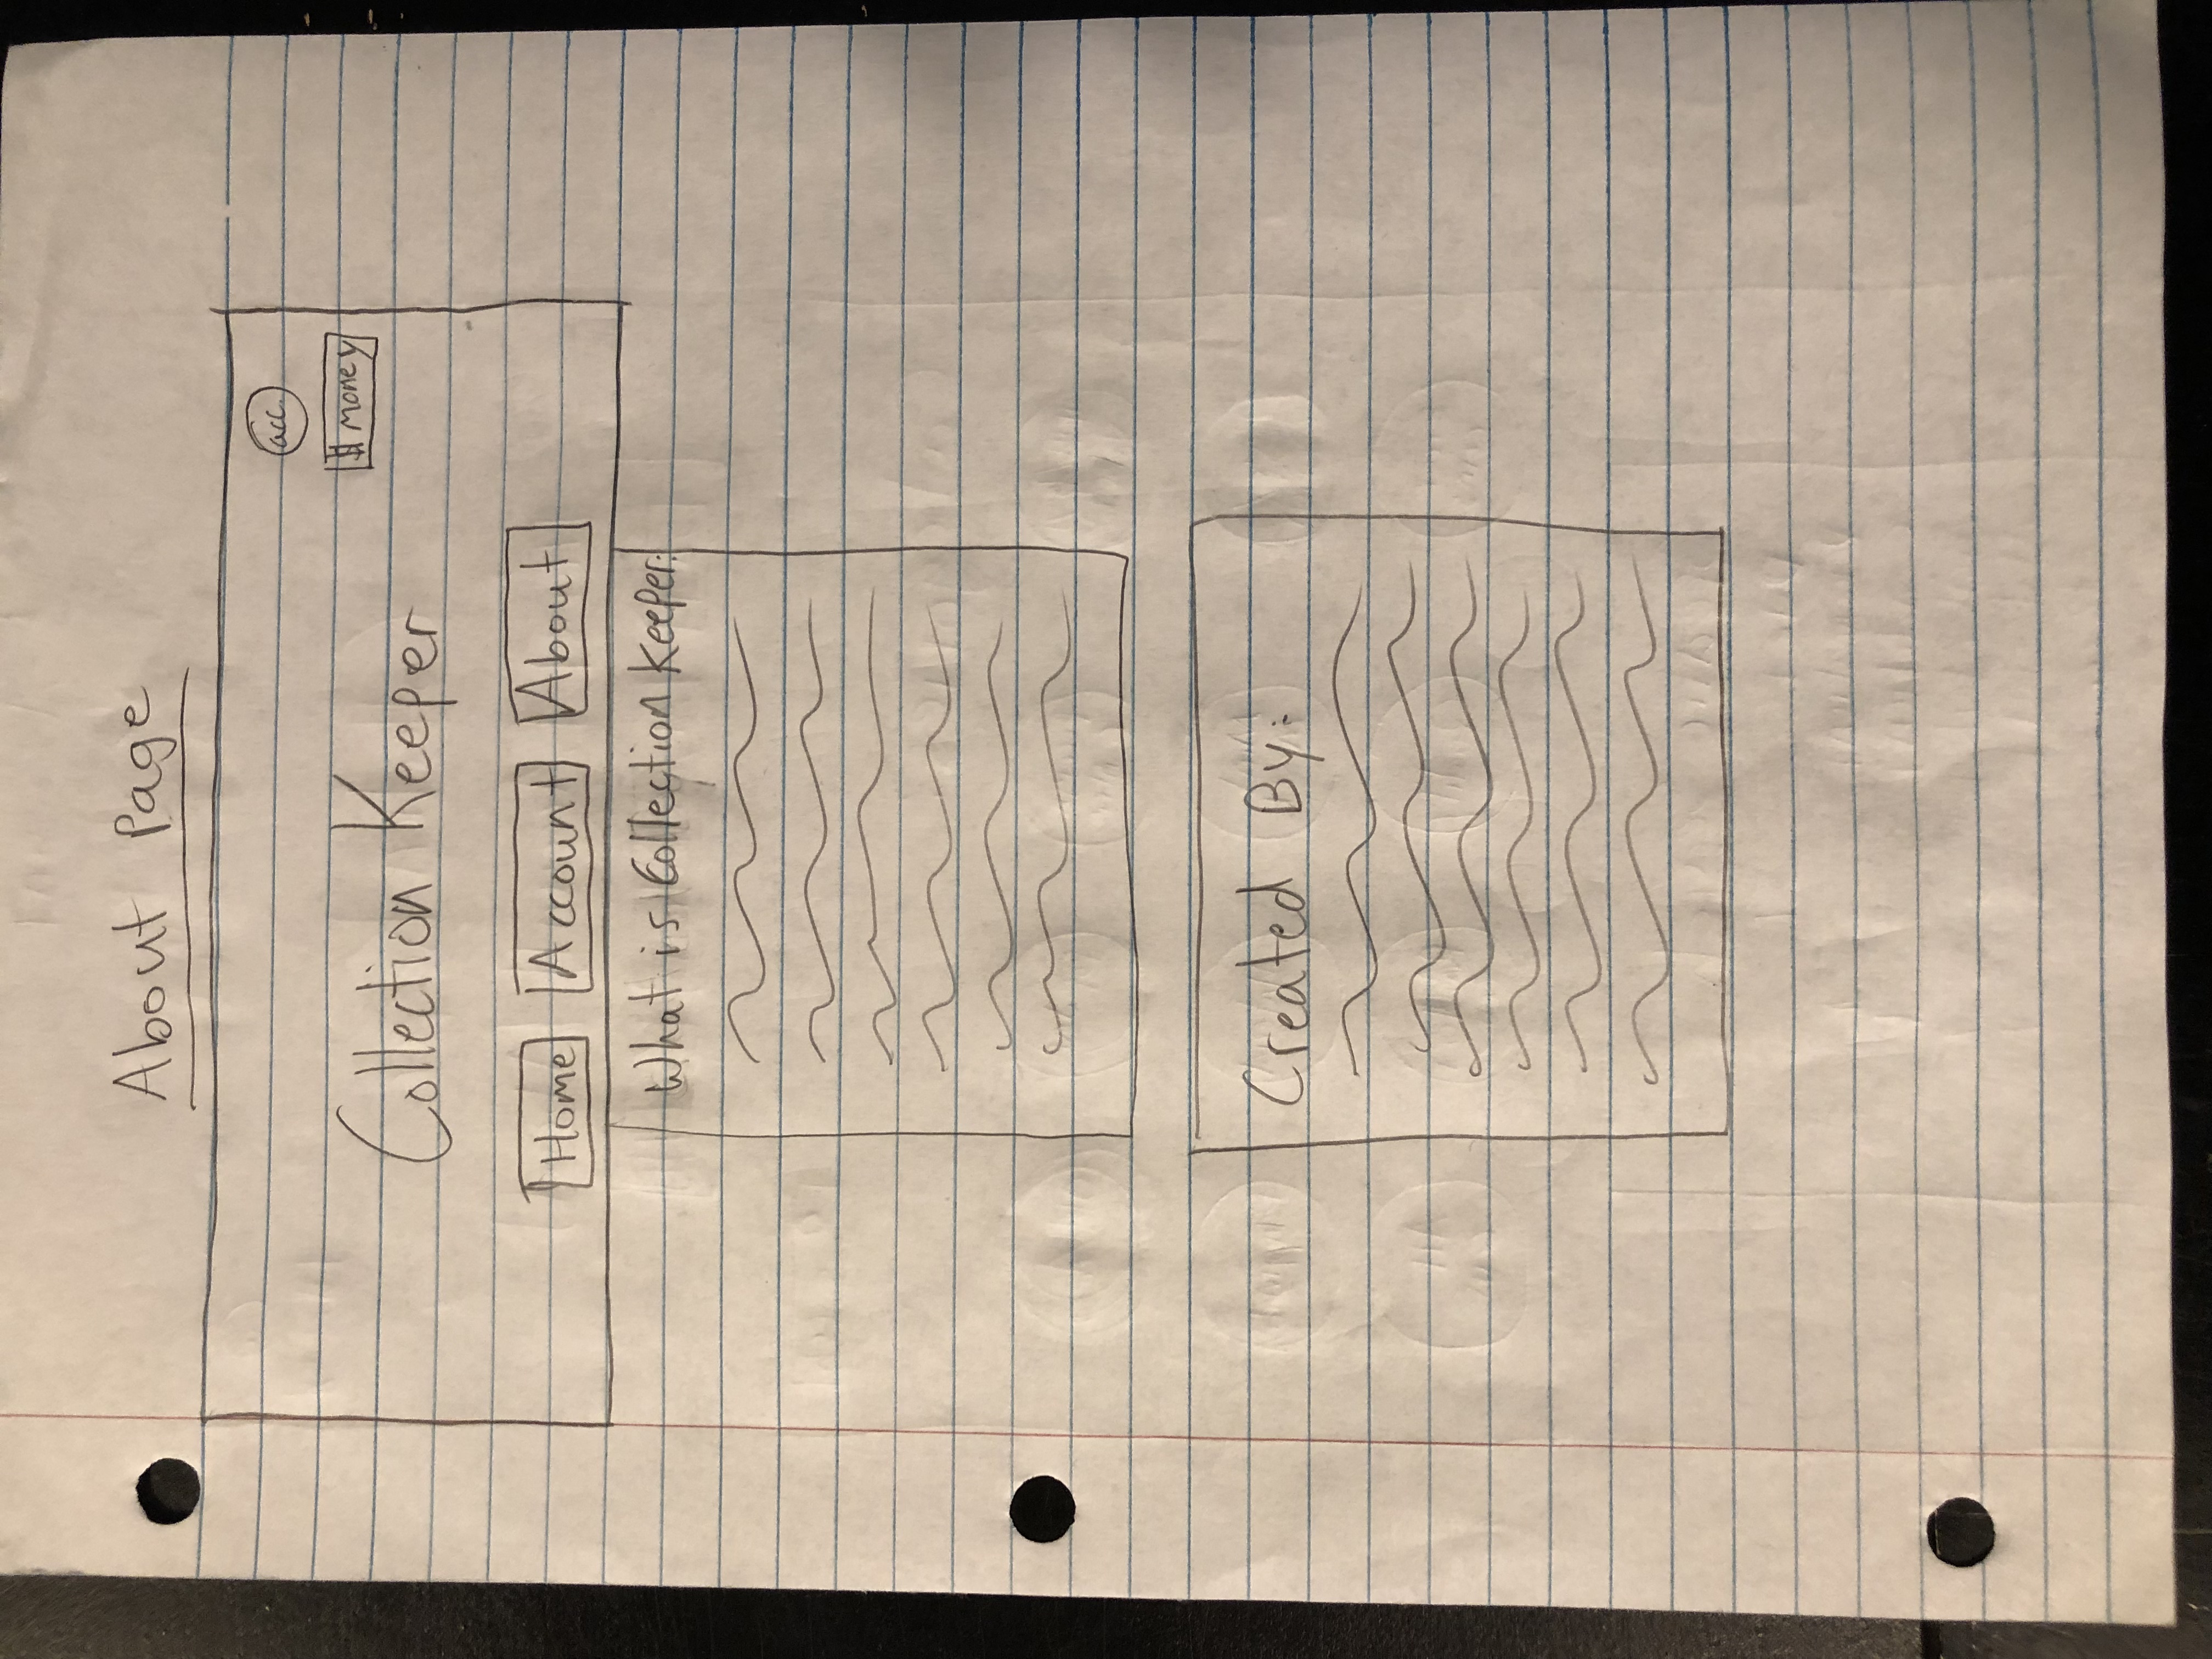 About Page
acc.
$ Money
Collection Keeper
Home Account About
What is Collection Keeper:
Created By: